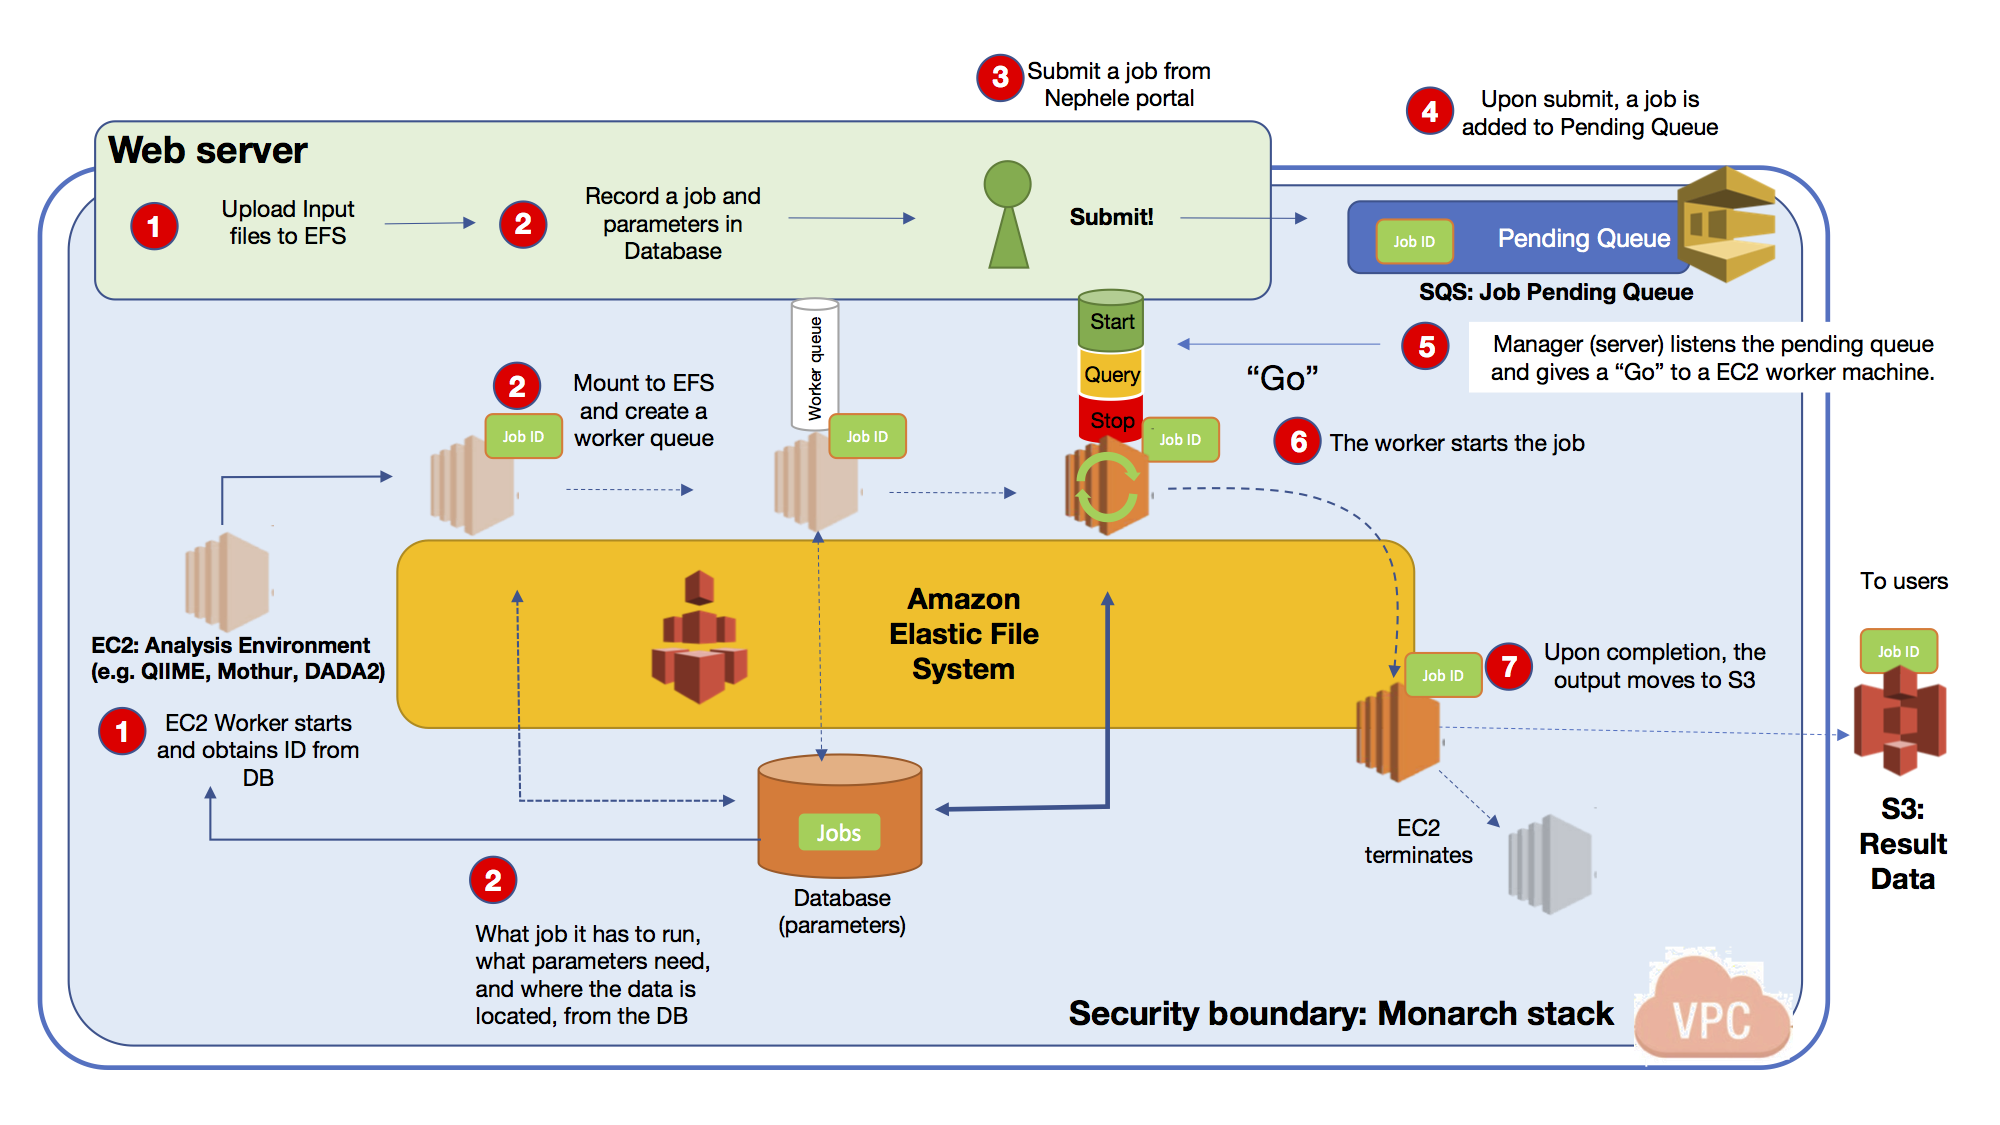 3
Submit a job from
Nephele portal
4
Upon submit, a job is
added to Pending Queue
Web server
1
Upload Input
files to EFS
2
Record a job and
parameters in
Database
Submit!
Job ID
Pending Queue
SQS: Job Pending Queue
Worker queue
Start
Query
Stop
"Go"
5
Manager (server) listens the pending queue
and gives a “Go” to a EC2 worker machine.
2
Mount to EFS
and create a
worker queue
Job ID
Job ID
Job ID
6
The worker starts the job
EC2: Analysis Environment
(e.g. QIIME, Mothur, DADA2)
1
EC2 Worker starts
and obtains ID from
DB
Amazon
Elastic File
System
To users
Job ID
7
Upon completion, the
output moves to S3
Job ID
S3:
Result
Data
EC2
terminates
Jobs
Database
(parameters)
2
What job it has to run,
what parameters need,
and where the data is
located, from the DB
Security boundary: Monarch stack
VPC